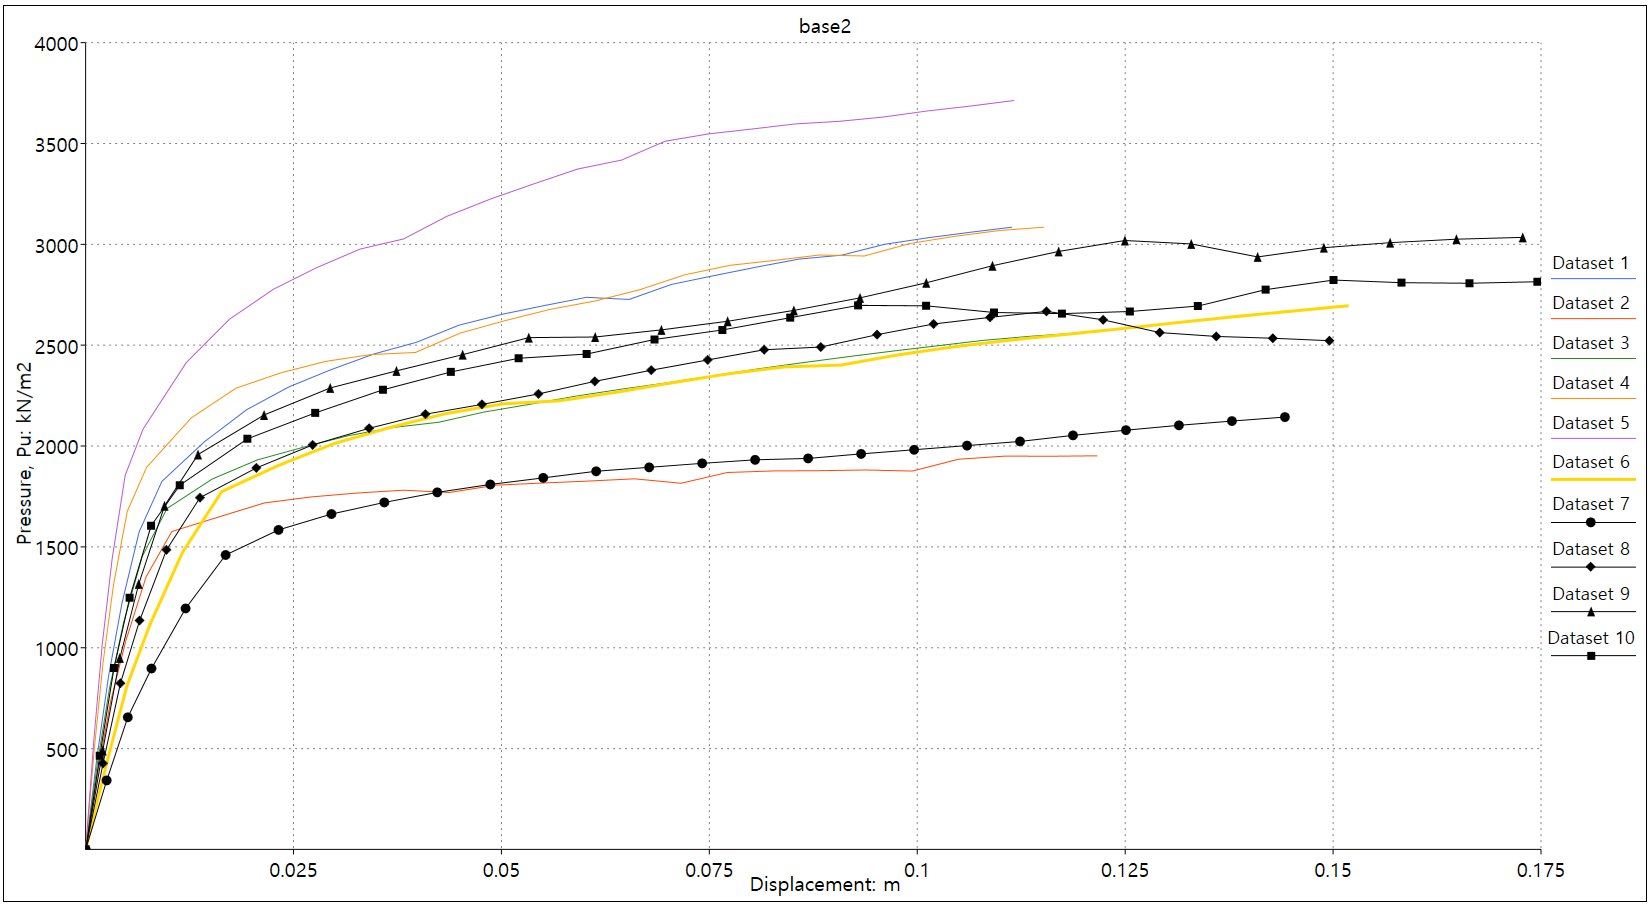 base2
4000
3500
3000
2500
2000
1500
1000
500
Pressure, Pu: kN/m2
0.025
0.05
0.075
0.1
0.125
0.15
0.175
Displacement: m
Dataset 1
Dataset 2
Dataset 3
Dataset 4
Dataset 5
Dataset 6
Dataset 7
Dataset 8
Dataset 9
Dataset 10